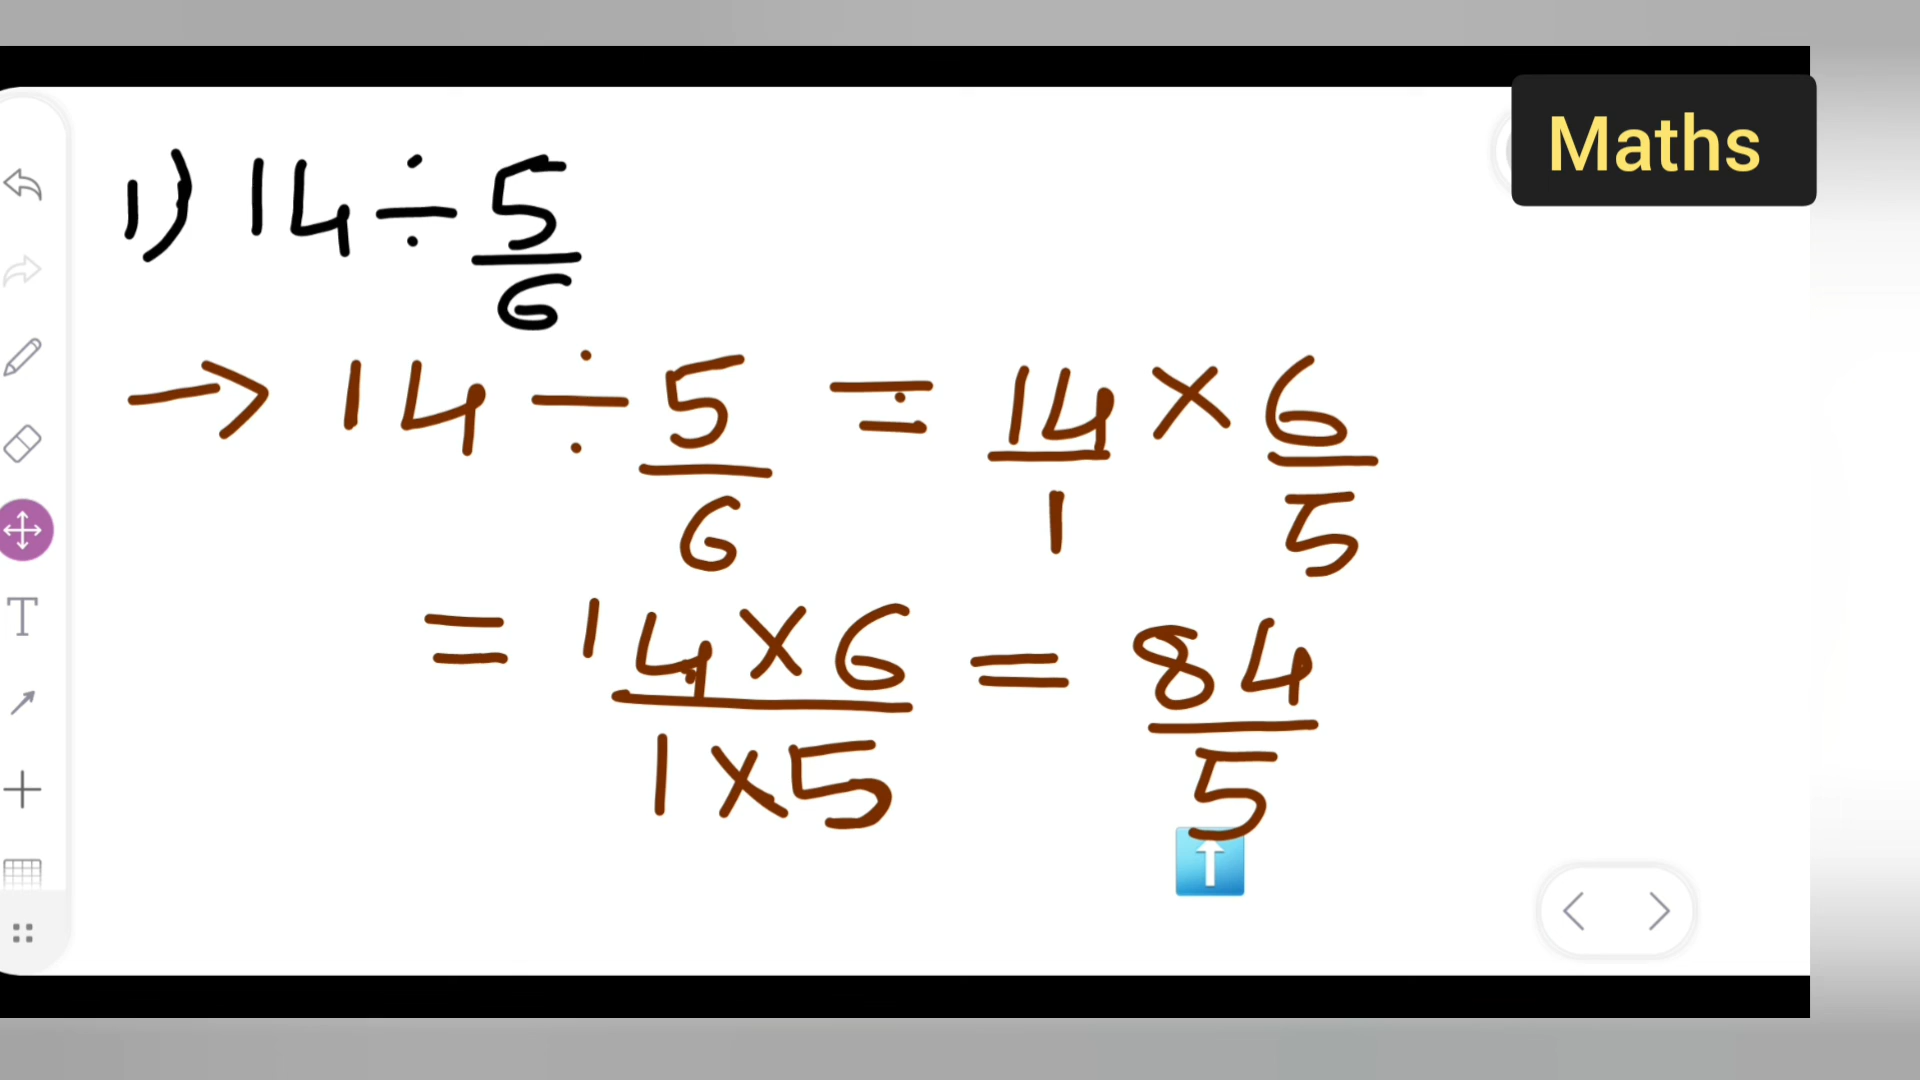 Maths
1) 14 ÷ 5/6
→ 14 ÷ 5/6 = 14/1 × 6/5
= 14×6/1×5 = 84/5